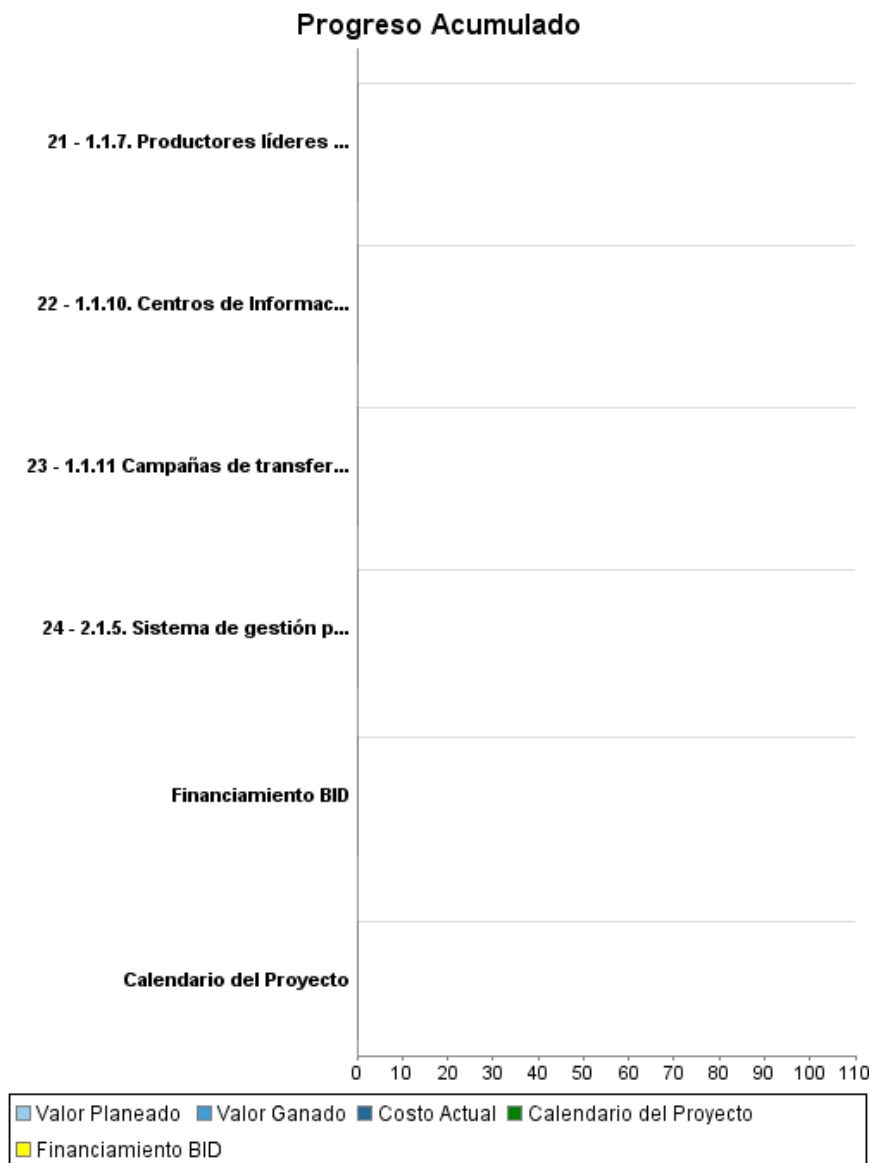 Progreso Acumulado
21 - 1.1.7. Productores líderes ...
22 - 1.1.10. Centros de Informac...
23 - 1.1.11 Campañas de transfer...
24 - 2.1.5. Sistema de gestión p...
Financiamiento BID
Calendario del Proyecto
0 10 20 30 40 50 60 70 80 90 100 110
Valor Planeado Valor Ganado Costo Actual Calendario del Proyecto
Financiamiento BID